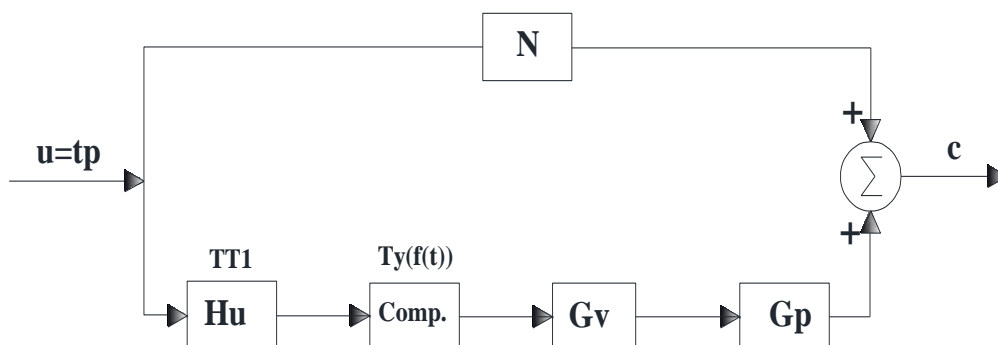 N
+
u=tp
c
Σ
+
TT1
Ty(f(t))
Hu
Comp.
Gv
Gp